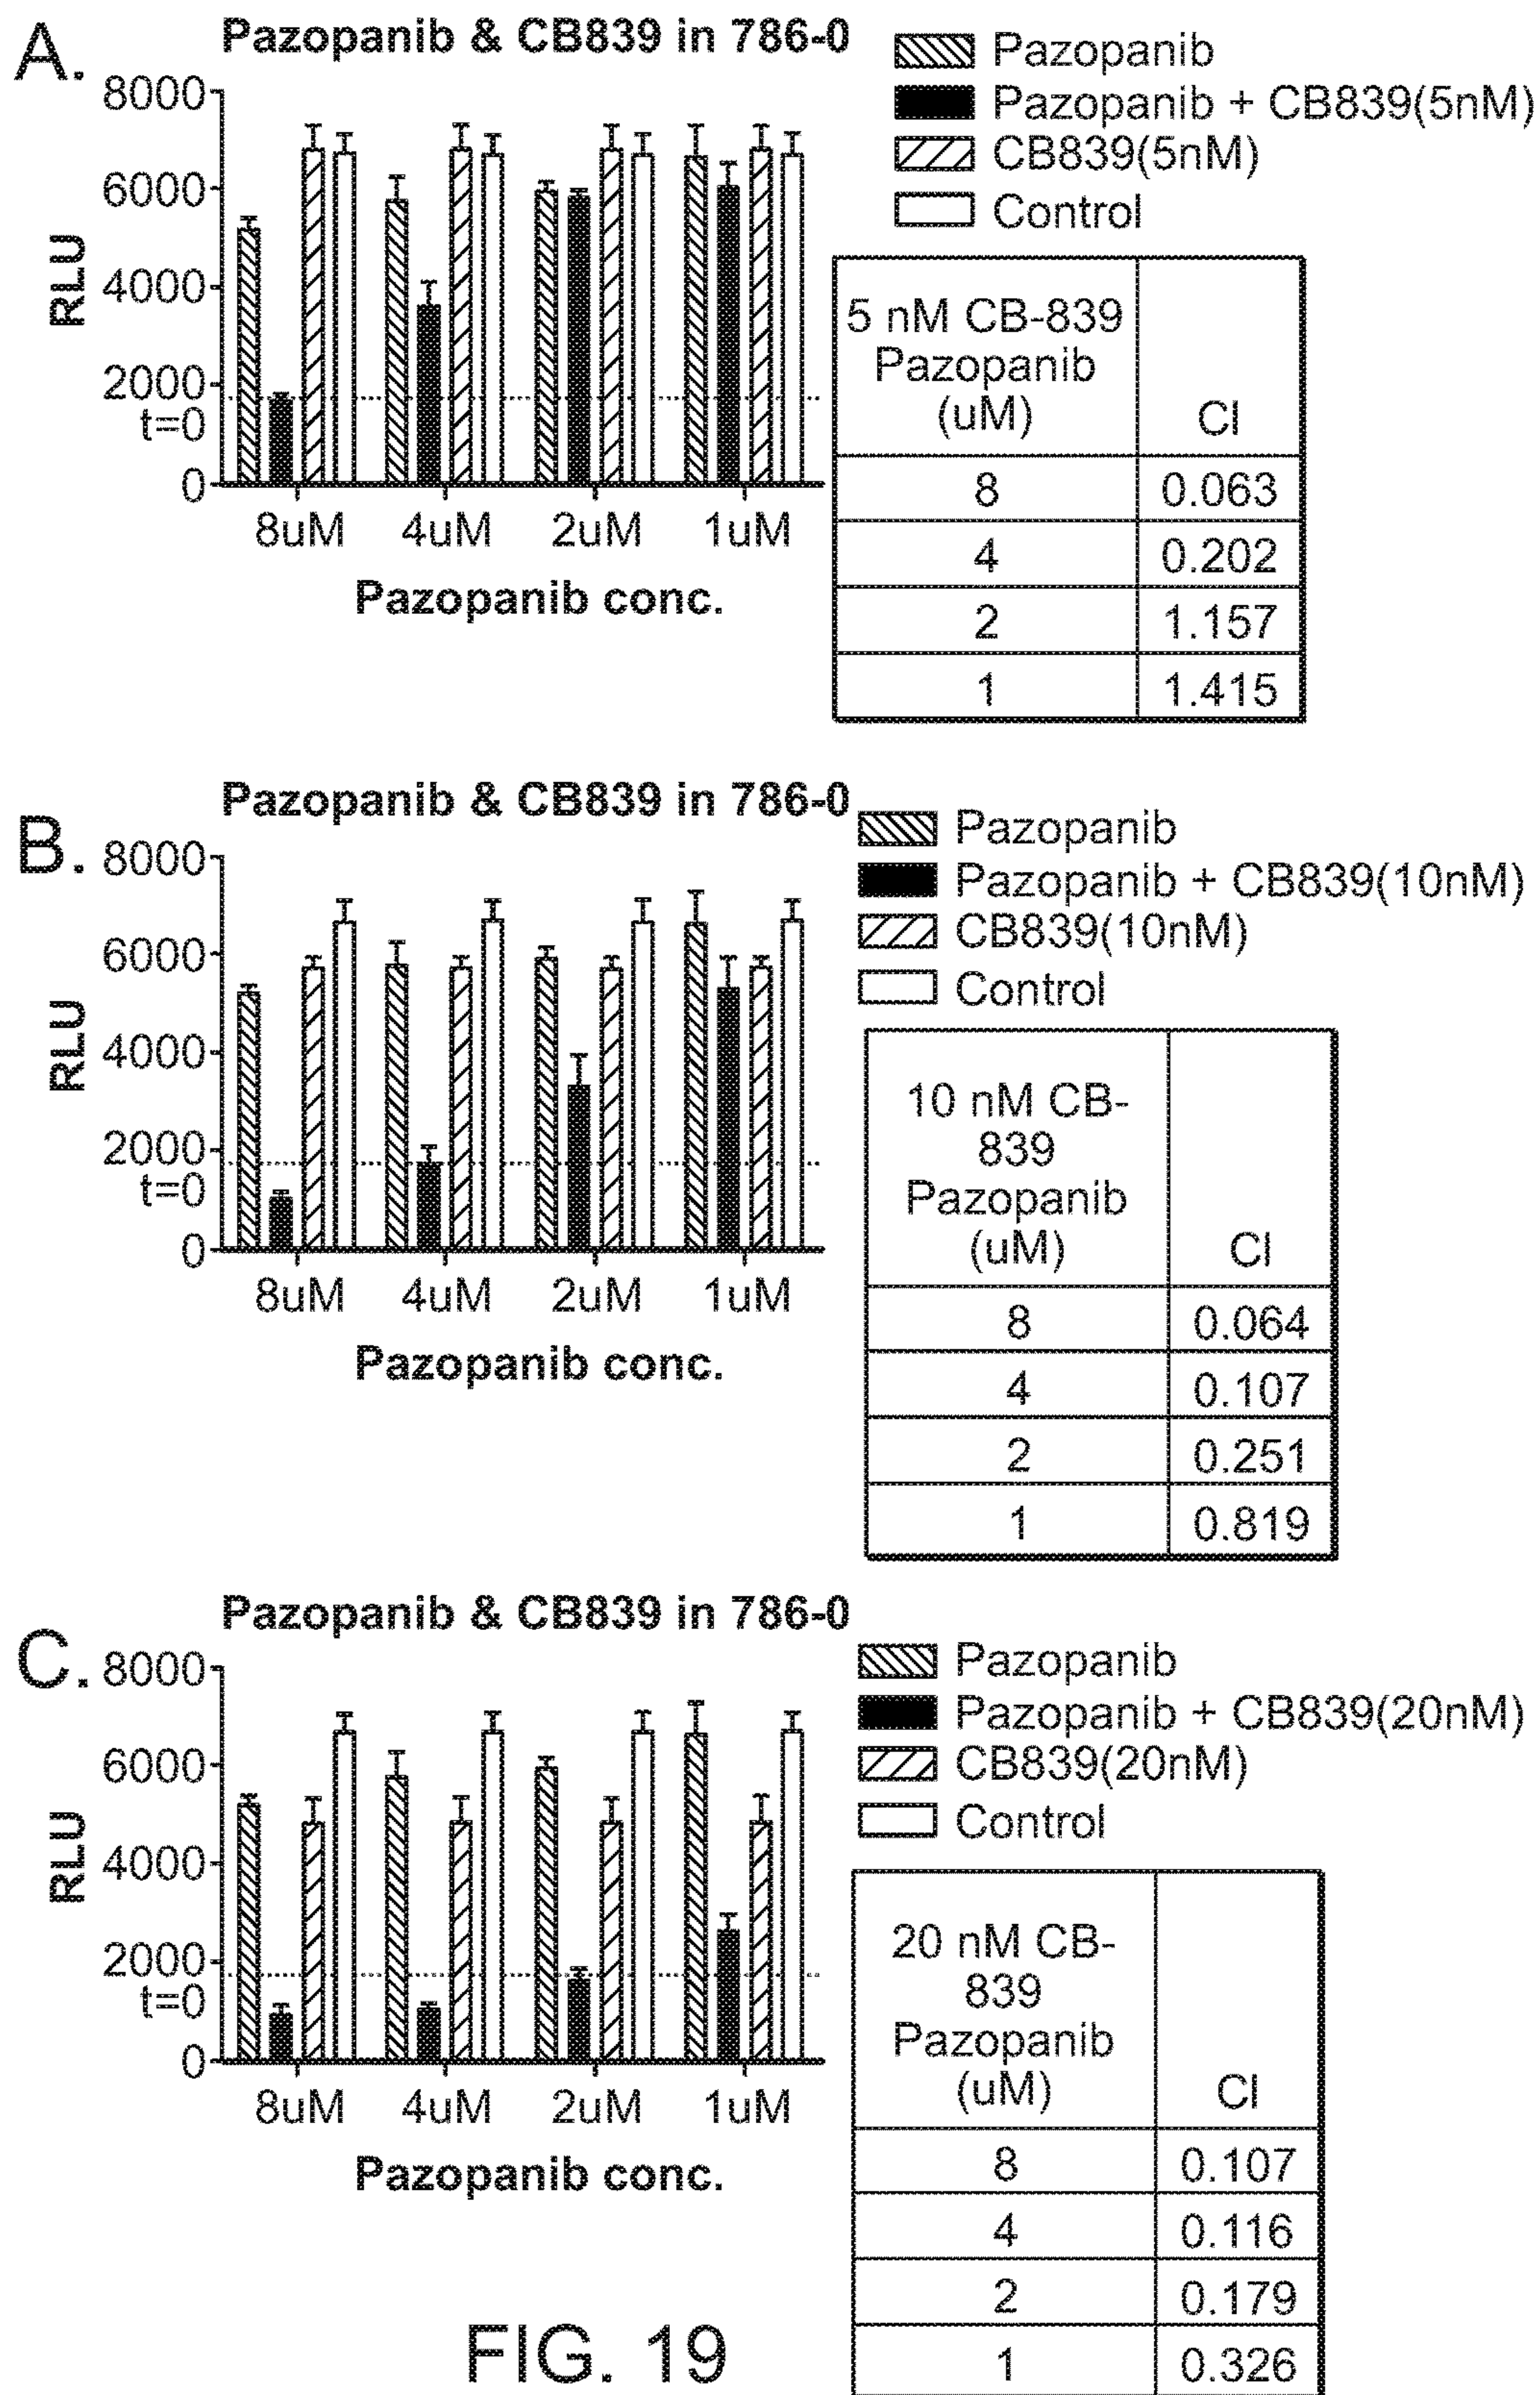 A.
Pazopanib & CB839 in 786-0
Pazopanib
Pazopanib + CB839(5nM)
CB839(5nM)
Control
8000
6000
4000
2000
t=0
0
RLU
8uM 4uM 2uM 1uM
Pazopanib conc.
5 nM CB-839
Pazopanib
(uM) CI
8 0.063
4 0.202
2 1.157
1 1.415
B.
Pazopanib & CB839 in 786-0
Pazopanib
Pazopanib + CB839(10nM)
CB839(10nM)
Control
8000
6000
4000
2000
t=0
0
RLU
8uM 4uM 2uM 1uM
Pazopanib conc.
10 nM CB-
839
Pazopanib
(uM) CI
8 0.064
4 0.107
2 0.251
1 0.819
C.
Pazopanib & CB839 in 786-0
Pazopanib
Pazopanib + CB839(20nM)
CB839(20nM)
Control
8000
6000
4000
2000
t=0
0
RLU
8uM 4uM 2uM 1uM
Pazopanib conc.
20 nM CB-
839
Pazopanib
(uM) CI
8 0.107
4 0.116
2 0.179
1 0.326
FIG. 19